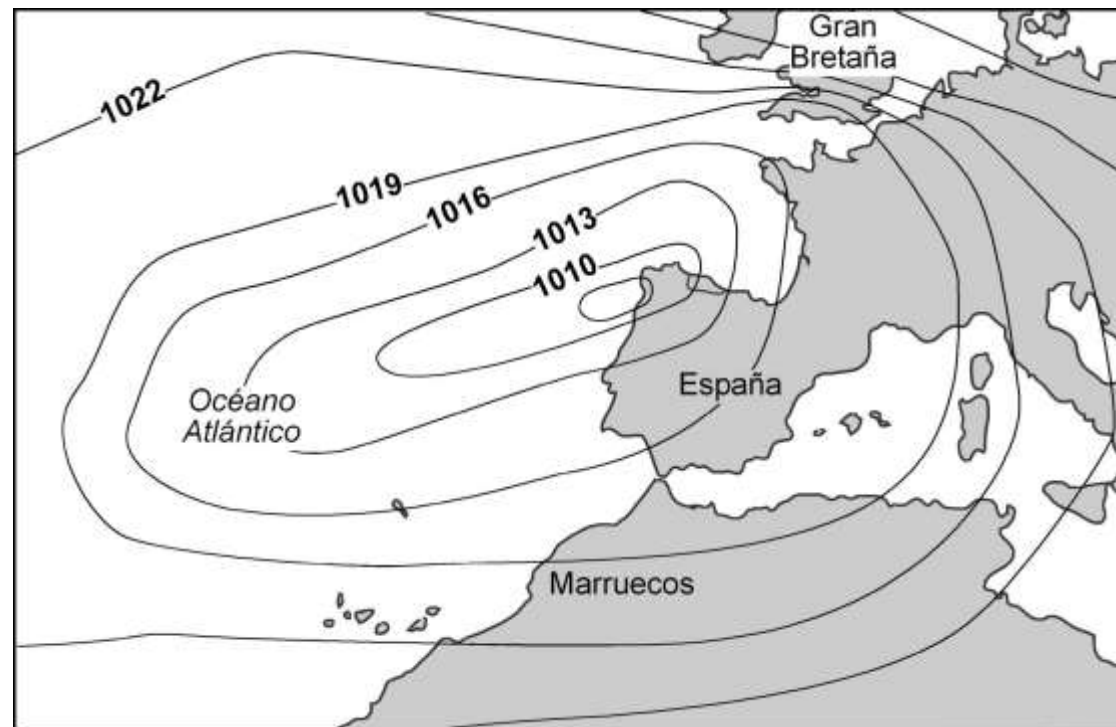 Gran
Bretaña
1022
1019
1016
1013
1010
Océano
Atlántico
España
Marruecos